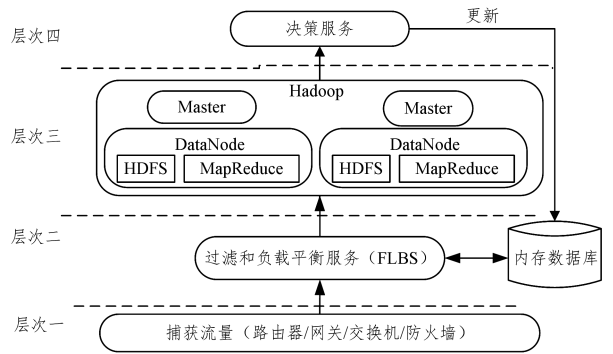 层次四
决策服务
更新
Hadoop
Master
Master
层次三
DataNode
DataNode
HDFS
MapReduce
HDFS
MapReduce
层次二
过滤和负载平衡服务（FLBS）
内存数据库
层次一
捕获流量（路由器/网关/交换机/防火墙）